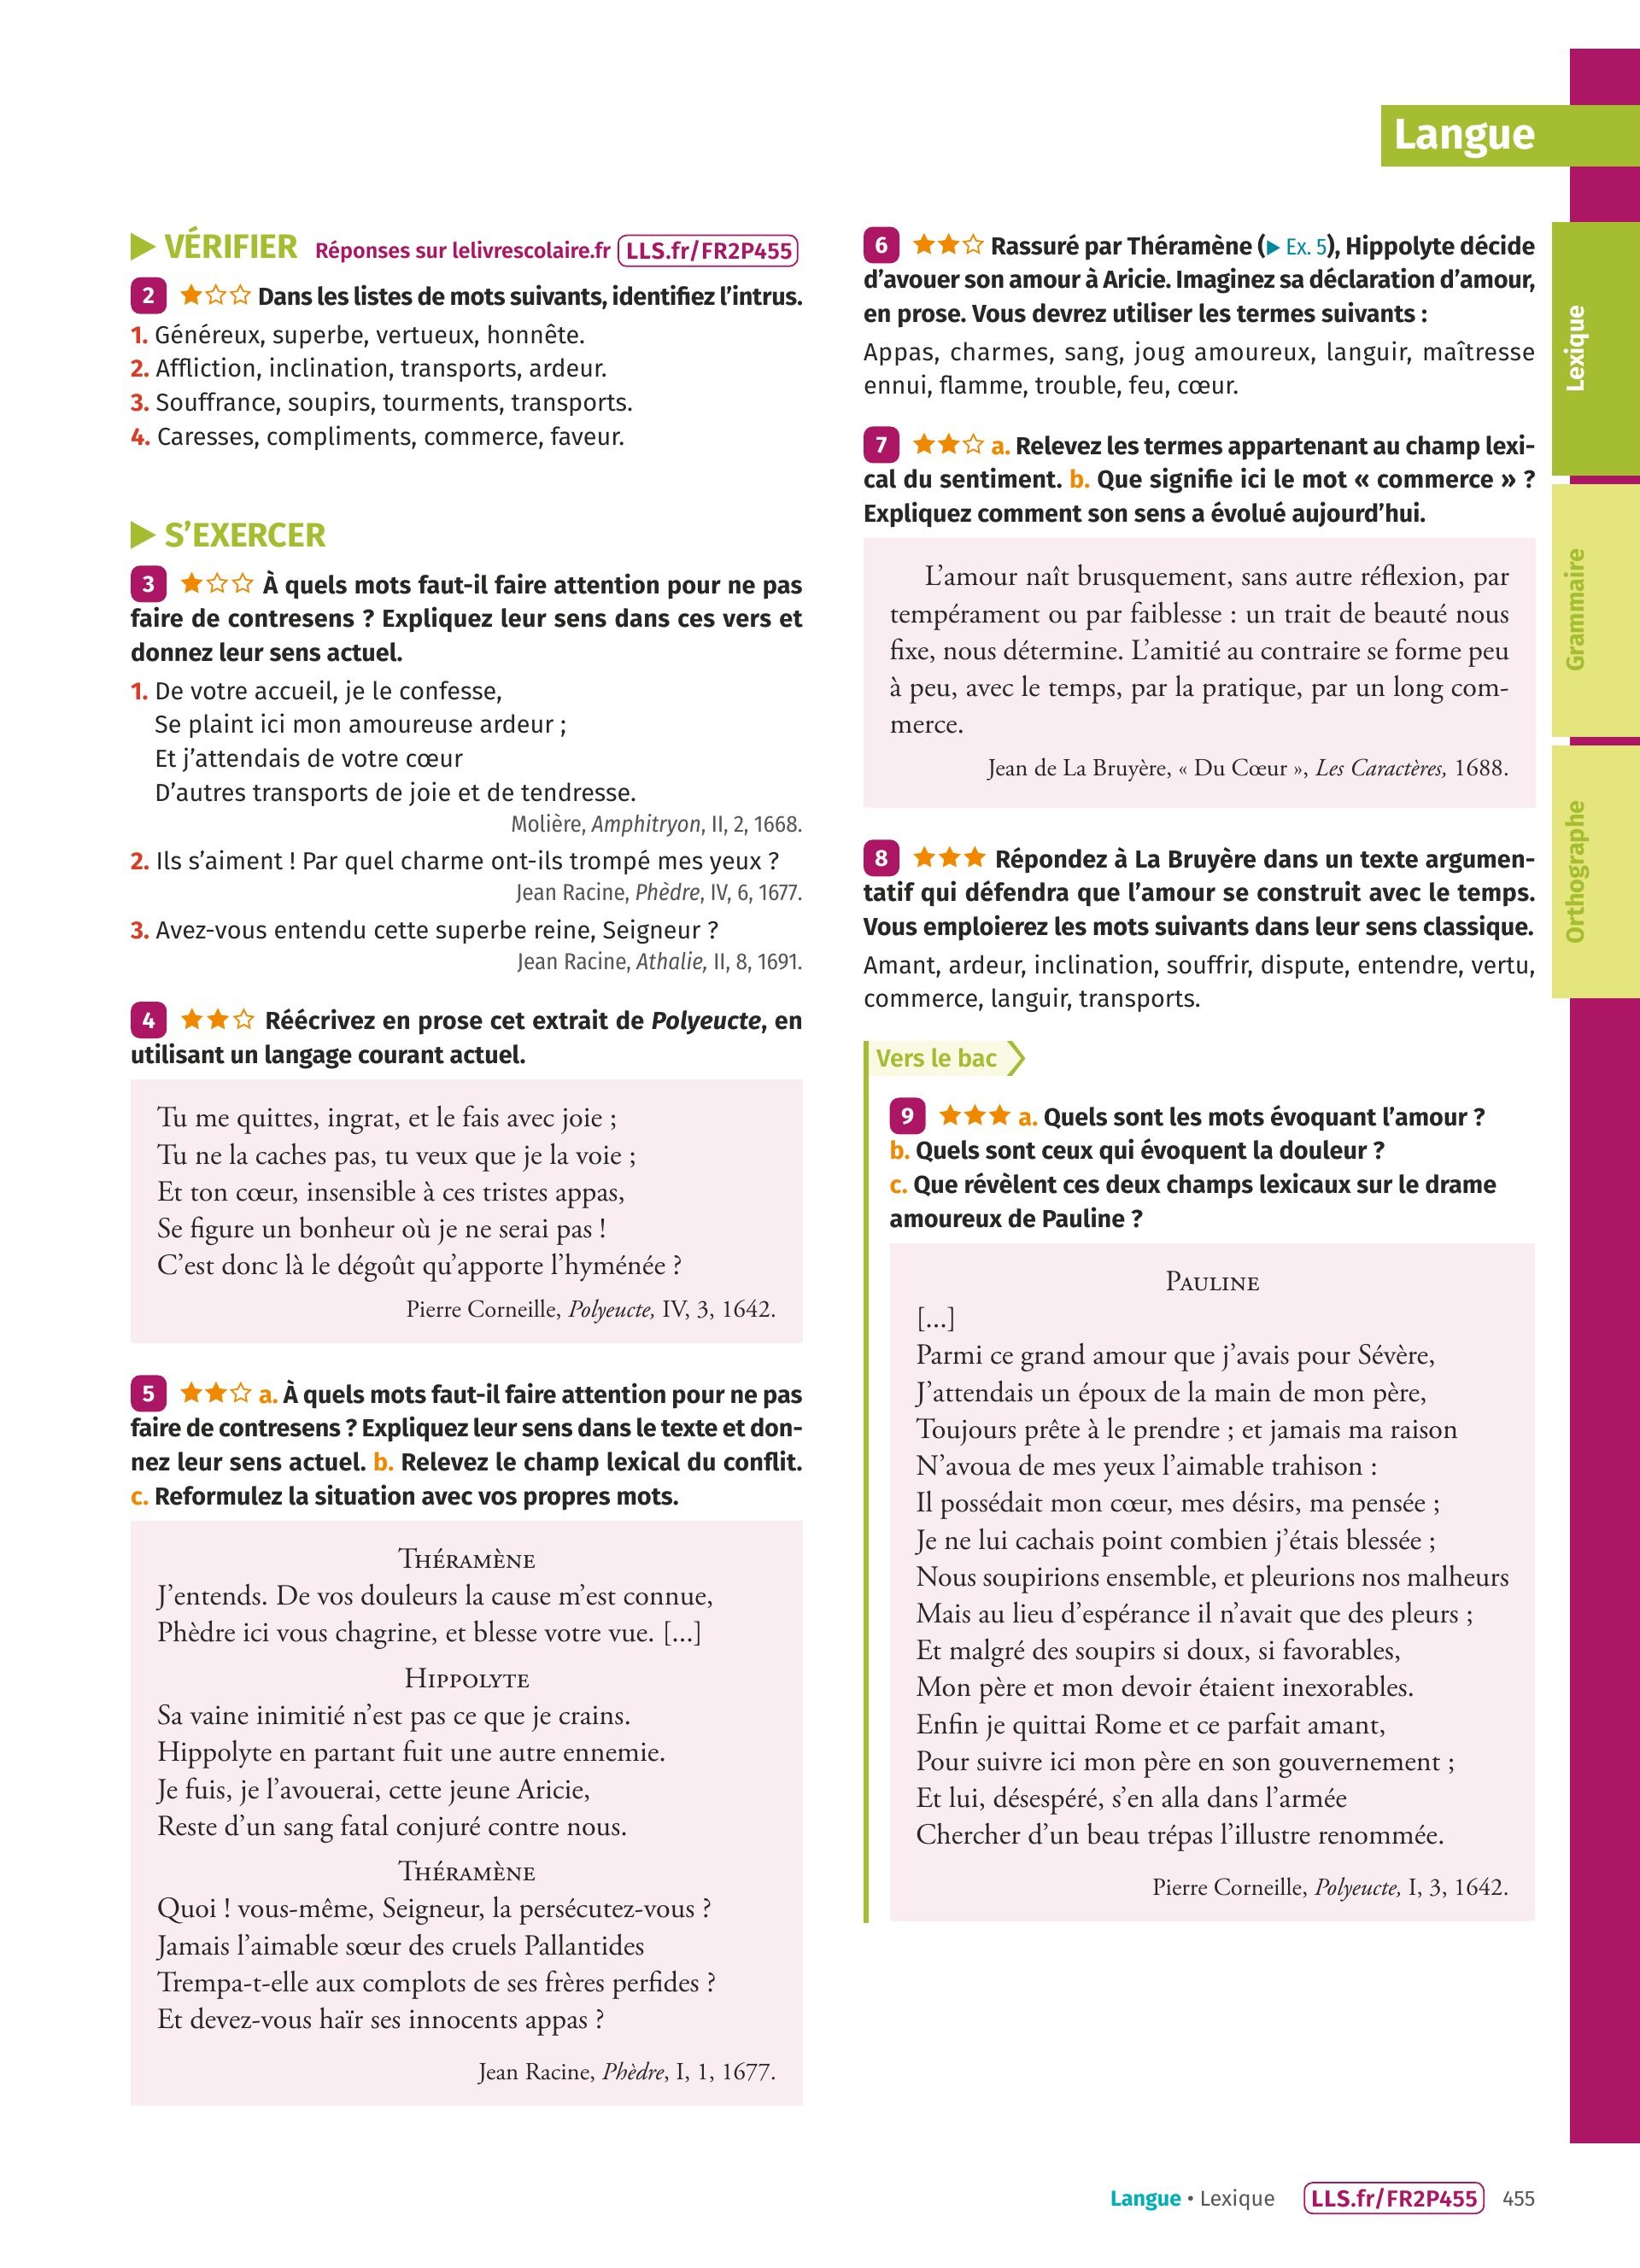 Langue
▶ VÉRIFIER Réponses sur lelivrescolaire.fr LLS.fr/FR2P455
2 ★☆☆ Dans les listes de mots suivants, identifiez l'intrus.
1. Généreux, superbe, vertueux, honnête.
2. Affliction, inclination, transports, ardeur.
3. Souffrance, soupirs, tourments, transports.
4. Caresses, compliments, commerce, faveur.
▶ S'EXERCER
3 ★☆☆ À quels mots faut-il faire attention pour ne pas
faire de contresens ? Expliquez leur sens dans ces vers et
donnez leur sens actuel.
1. De votre accueil, je le confesse,
Se plaint ici mon amoureuse ardeur ;
Et j'attendais de votre cœur
D'autres transports de joie et de tendresse.
Molière, Amphitryon, II, 2, 1668.
2. Ils s'aiment ! Par quel charme ont-ils trompé mes yeux ?
Jean Racine, Phèdre, IV, 6, 1677.
3. Avez-vous entendu cette superbe reine, Seigneur ?
Jean Racine, Athalie, II, 8, 1691.
4 ★★☆ Réécrivez en prose cet extrait de Polyeucte, en
utilisant un langage courant actuel.
Tu me quittes, ingrat, et le fais avec joie ;
Tu ne la caches pas, tu veux que je la voie ;
Et ton cœur, insensible à ces tristes appas,
Se figure un bonheur où je ne serai pas !
C'est donc là le dégoût qu'apporte l'hyménée ?
Pierre Corneille, Polyeucte, IV, 3, 1642.
5 ★★☆ a. À quels mots faut-il faire attention pour ne pas
faire de contresens ? Expliquez leur sens dans le texte et don-
nez leur sens actuel. b. Relevez le champ lexical du conflit.
c. Reformulez la situation avec vos propres mots.
Théramène
J'entends. De vos douleurs la cause m'est connue,
Phèdre ici vous chagrine, et blesse votre vue. [...]
Hippolyte
Sa vaine inimitié n'est pas ce que je crains.
Hippolyte en partant fuit une autre ennemie.
Je fuis, je l'avouerai, cette jeune Aricie,
Reste d'un sang fatal conjuré contre nous.
Théramène
Quoi ! vous-même, Seigneur, la persécutez-vous ?
Jamais l'aimable sœur des cruels Pallantides
Trempa-t-elle aux complots de ses frères perfides ?
Et devez-vous haïr ses innocents appas ?
Jean Racine, Phèdre, I, 1, 1677.
6 ★★☆ Rassuré par Théramène (▶ Ex. 5), Hippolyte décide
d'avouer son amour à Aricie. Imaginez sa déclaration d'amour,
en prose. Vous devrez utiliser les termes suivants :
Appas, charmes, sang, joug amoureux, languir, maîtresse
ennui, flamme, trouble, feu, cœur.
7 ★★☆ a. Relevez les termes appartenant au champ lexi-
cal du sentiment. b. Que signifie ici le mot « commerce » ?
Expliquez comment son sens a évolué aujourd'hui.
L'amour naît brusquement, sans autre réflexion, par
tempérament ou par faiblesse : un trait de beauté nous
fixe, nous détermine. L'amitié au contraire se forme peu
à peu, avec le temps, par la pratique, par un long com-
merce.
Jean de La Bruyère, « Du Cœur », Les Caractères, 1688.
8 ★★★ Répondez à La Bruyère dans un texte argumen-
tatif qui défendra que l'amour se construit avec le temps.
Vous emploierez les mots suivants dans leur sens classique.
Amant, ardeur, inclination, souffrir, dispute, entendre, vertu,
commerce, languir, transports.
Vers le bac
9 ★★★ a. Quels sont les mots évoquant l'amour ?
b. Quels sont ceux qui évoquent la douleur ?
c. Que révèlent ces deux champs lexicaux sur le drame
amoureux de Pauline ?
Pauline
[...]
Parmi ce grand amour que j'avais pour Sévère,
J'attendais un époux de la main de mon père,
Toujours prête à le prendre ; et jamais ma raison
N'avoua de mes yeux l'aimable trahison :
Il possédait mon cœur, mes désirs, ma pensée ;
Je ne lui cachais point combien j'étais blessée ;
Nous soupirions ensemble, et pleurions nos malheurs
Mais au lieu d'espérance il n'avait que des pleurs ;
Et malgré des soupirs si doux, si favorables,
Mon père et mon devoir étaient inexorables.
Enfin je quittai Rome et ce parfait amant,
Pour suivre ici mon père en son gouvernement ;
Et lui, désespéré, s'en alla dans l'armée
Chercher d'un beau trépas l'illustre renommée.
Pierre Corneille, Polyeucte, I, 3, 1642.
Lexique
Grammaire
Orthographe
Langue • Lexique LLS.fr/FR2P455 455